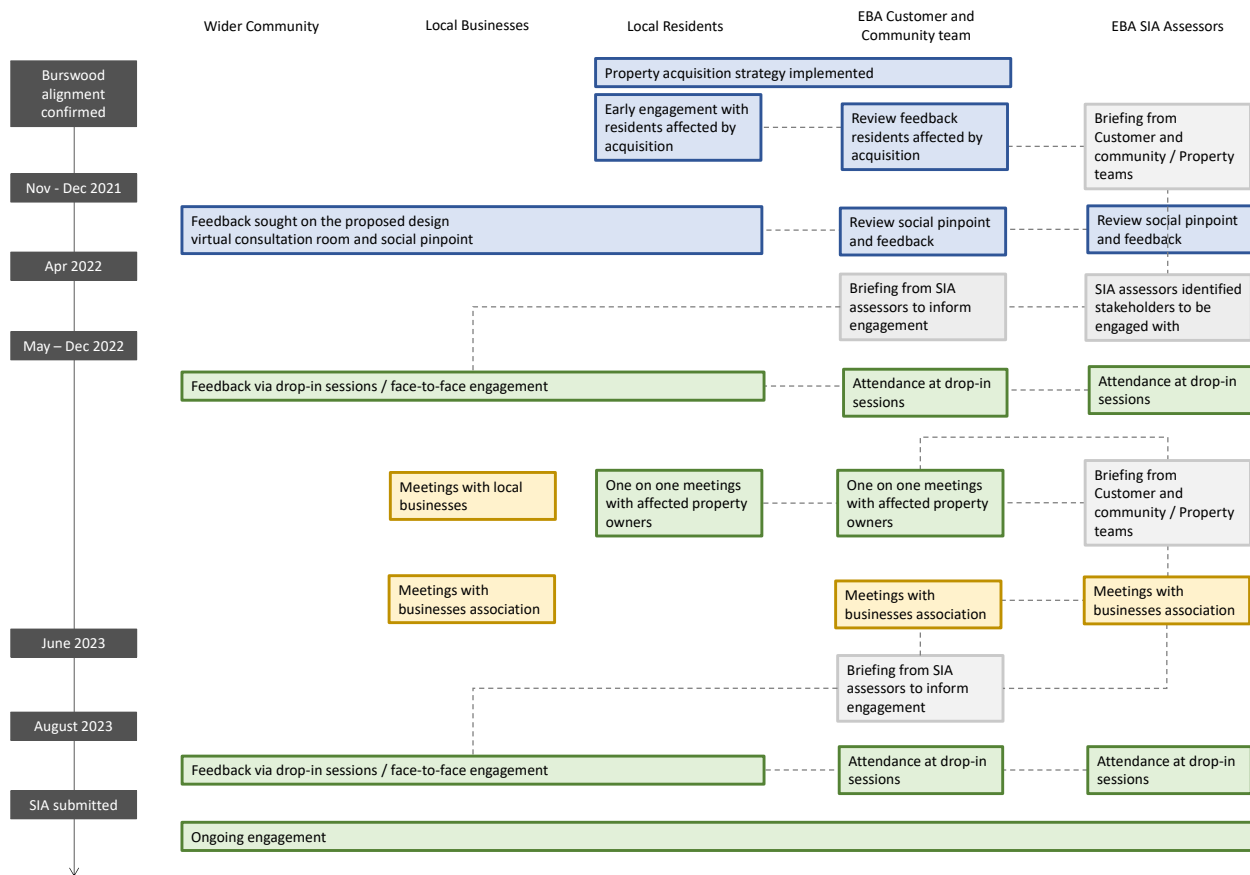 Wider Community
Local Businesses
Local Residents
EBA Customer and
Community team
EBA SIA Assessors
Burswood
alignment
confirmed
Property acquisition strategy implemented
Early engagement with
residents affected by
acquisition
Review feedback
residents affected by
acquisition
Briefing from
Customer and
community / Property
teams
Nov - Dec 2021
Feedback sought on the proposed design
virtual consultation room and social pinpoint
Review social pinpoint
and feedback
Review social pinpoint
and feedback
Apr 2022
Briefing from SIA
assessors to inform
engagement
SIA assessors identified
stakeholders to be
engaged with
May – Dec 2022
Feedback via drop-in sessions / face-to-face engagement
Attendance at drop-in
sessions
Attendance at drop-in
sessions
Meetings with local
businesses
One on one meetings
with affected property
owners
One on one meetings
with affected property
owners
Briefing from
Customer and
community / Property
teams
Meetings with
businesses association
Meetings with
businesses association
Meetings with
businesses association
June 2023
Briefing from SIA
assessors to inform
engagement
August 2023
Feedback via drop-in sessions / face-to-face engagement
Attendance at drop-in
sessions
Attendance at drop-in
sessions
SIA submitted
Ongoing engagement